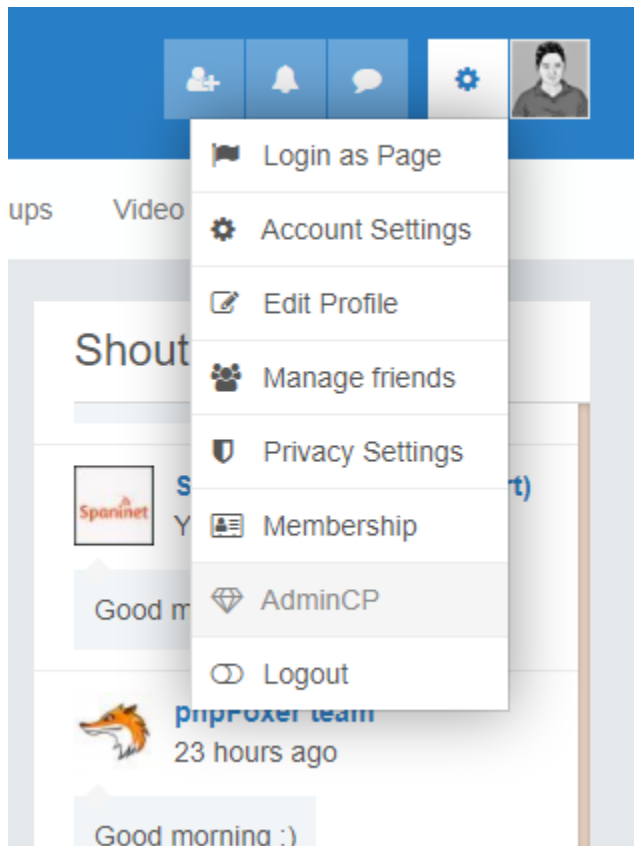 Login as Page
ups Video
Account Settings
Edit Profile
Shout
Manage friends
Privacy Settings
S t)
Spaninet
Y
Membership
Good m
AdminCP
Logout
phpFoxer team
23 hours ago
Good morning :)